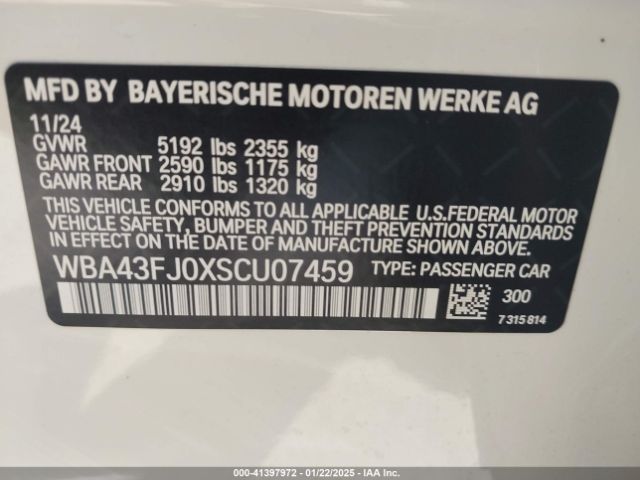 MFD BY BAYERISCHE MOTOREN WERKE AG
11/24
GVWR 5192 lbs 2355 kg
GAWR FRONT 2590 lbs 1175 kg
GAWR REAR 2910 lbs 1320 kg
THIS VEHICLE CONFORMS TO ALL APPLICABLE U.S.FEDERAL MOTOR
VEHICLE SAFETY, BUMPER AND THEFT PREVENTION STANDARDS
IN EFFECT ON THE DATE OF MANUFACTURE SHOWN ABOVE.
WBA43FJ0XSCU07459 TYPE: PASSENGER CAR
300
7 315 814
000-41397972 - 01/22/2025 - IAA Inc.